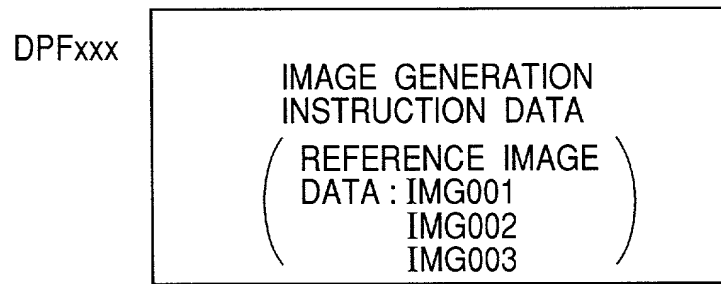 DPFxxx
IMAGE GENERATION
INSTRUCTION DATA
( REFERENCE IMAGE
DATA : IMG001
IMG002
IMG003 )